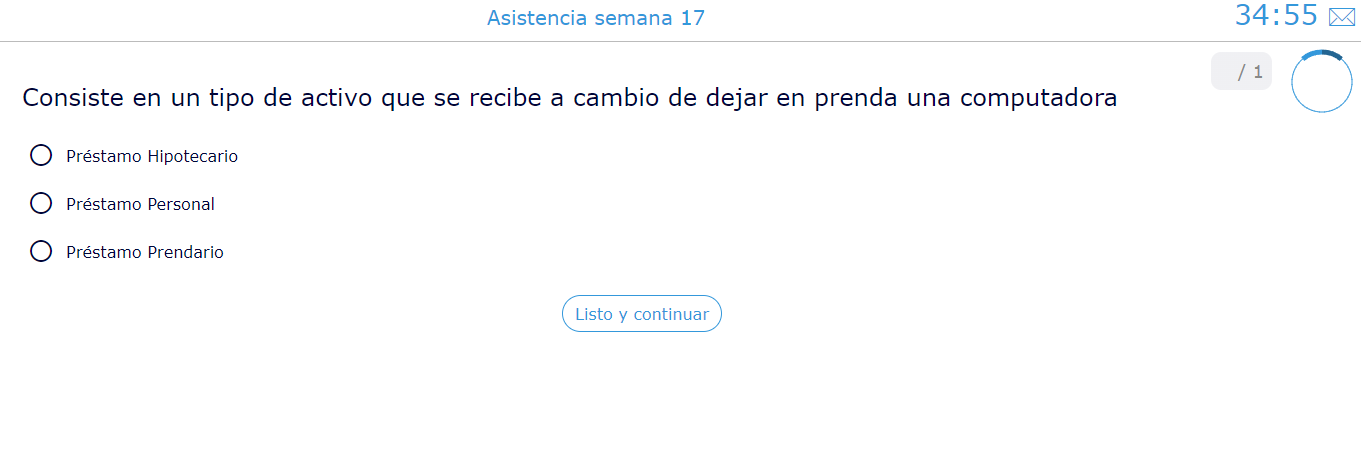 Asistencia semana 17
34:55
/ 1
Consiste en un tipo de activo que se recibe a cambio de dejar en prenda una computadora
Préstamo Hipotecario
Préstamo Personal
Préstamo Prendario
Listo y continuar